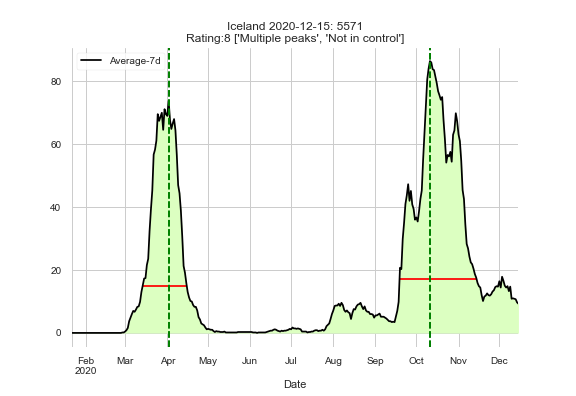 Iceland 2020-12-15: 5571
Rating:8 ['Multiple peaks', 'Not in control']
Average-7d
80
60
40
20
0
Feb Mar Apr May Jun Jul Aug Sep Oct Nov Dec
2020
Date